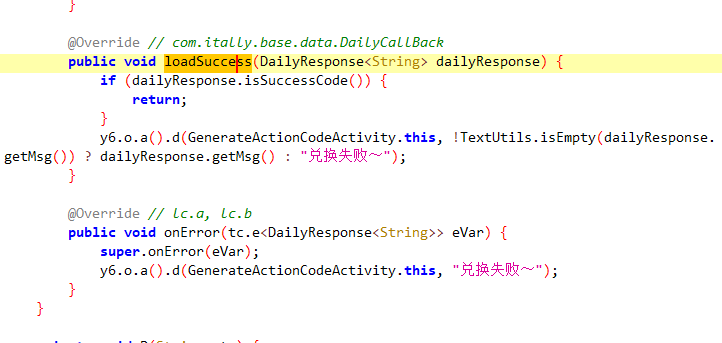 }
@Override // com.itally.base.data.DailyCallBack
public void loadSuccess(DailyResponse<String> dailyResponse) {
if (dailyResponse.isSuccessCode()) {
return;
}
y6.o.a().d(GenerateActionCodeActivity.this, !TextUtils.isEmpty(dailyResponse.
getMsg()) ? dailyResponse.getMsg() : "兑换失败～");
}
@Override // lc.a, lc.b
public void onError(tc.e<DailyResponse<String>> eVar) {
super.onError(eVar);
y6.o.a().d(GenerateActionCodeActivity.this, "兑换失败～");
}
}